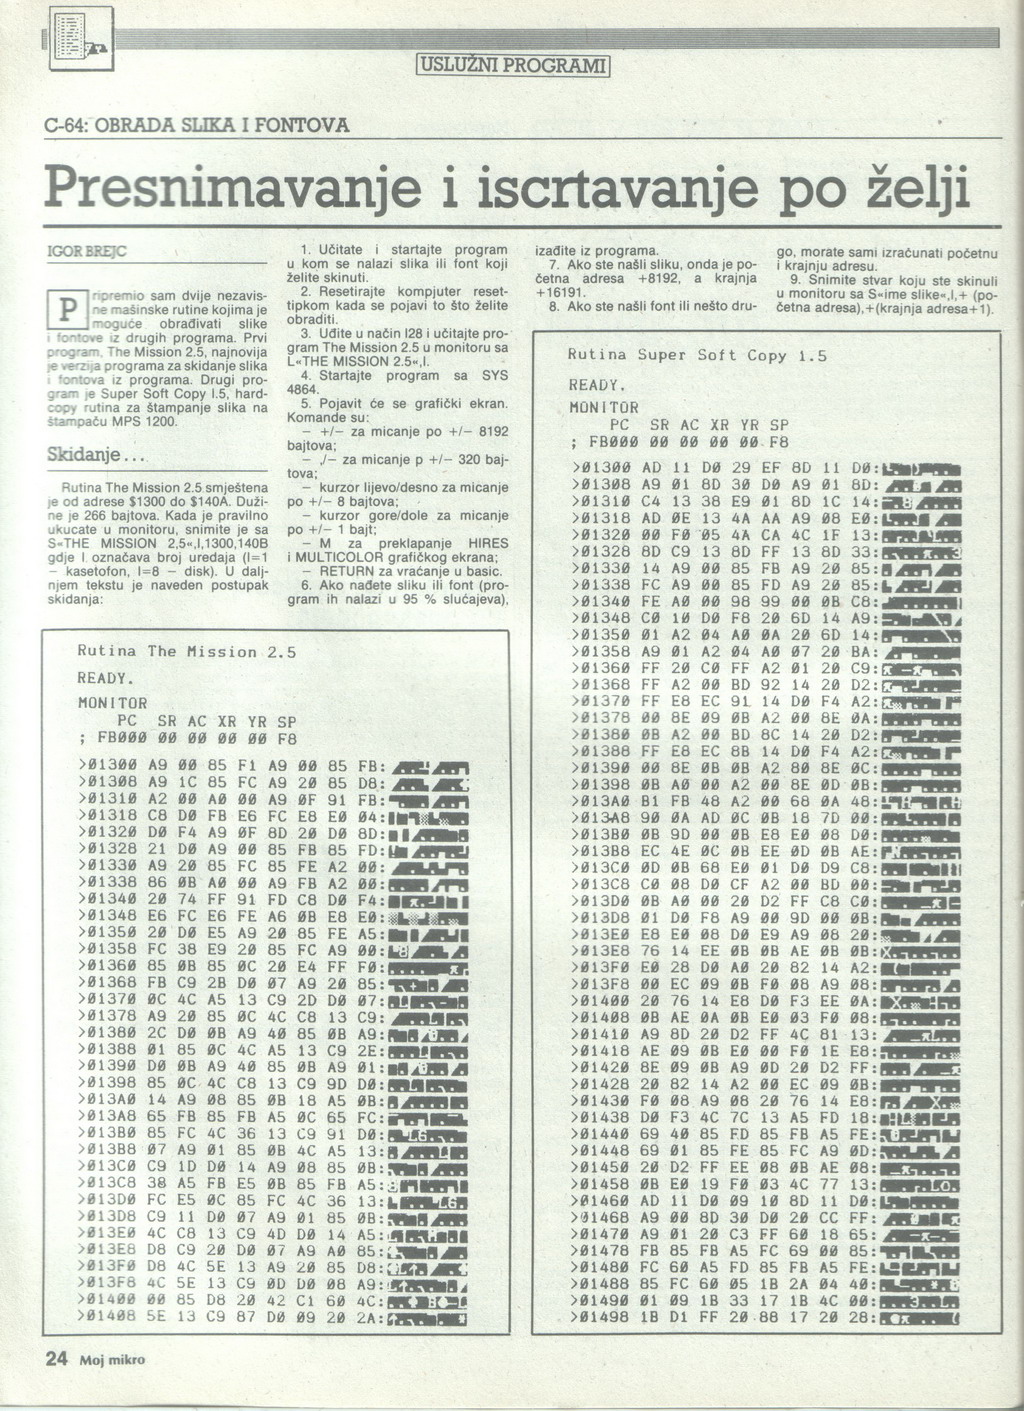 USLUŽNI PROGRAMI
C-64: OBRADA SLIKA I FONTOVA
Presnimavanje i iscrtavanje po želji
IGOR BREJC
Pripremio sam dvije nezavis-
ne mašinske rutine kojima je
moguće obrađivati slike
i fontove iz drugih programa. Prvi
program, The Mission 2.5, najnovija
je verzija programa za skidanje slika
i fontova iz programa. Drugi pro-
gram je Super Soft Copy I.5, hard-
copy rutina za štampanje slika na
štampaču MPS 1200.
Skidanje...
Rutina The Mission 2.5 smještena
je od adrese $1300 do $140A. Duži-
ne je 266 bajtova. Kada je pravilno
ukucate u monitoru, snimite je sa
S»THE MISSION 2,5«,I,1300,140B
gdje I označava broj uređaja (I=1
– kasetofon, I=8 – disk). U dalj-
njem tekstu je naveden postupak
skidanja:
1. Učitate i startajte program
u kom se nalazi slika ili font koji
želite skinuti.
2. Resetirajte kompjuter reset-
tipkom kada se pojavi to što želite
obraditi.
3. Uđite u način I28 i učitajte pro-
gram The Mission 2.5 u monitoru sa
L«THE MISSION 2.5«,I.
4. Startajte program sa SYS
4864.
5. Pojavit će se grafički ekran.
Komande su:
– +/– za micanje po +/– 8192
bajtova;
– ,/– za micanje p +/– 320 baj-
tova;
– kurzor lijevo/desno za micanje
po +/– 8 bajtova;
– kurzor gore/dole za micanje
po +/– 1 bajt;
– M za preklapanje HIRES
i MULTICOLOR grafičkog ekrana;
– RETURN za vraćanje u basic.
6. Ako nađete sliku ili font (pro-
gram ih nalazi u 95 % slučajeva),
izađite iz programa.
7. Ako ste našli sliku, onda je po-
četna adresa +8192, a krajnja
+16191.
8. Ako ste našli font ili nešto dru-
go, morate sami izračunati početnu
i krajnju adresu.
9. Snimite stvar koju ste skinuli
u monitoru sa S«ime slike«,I,+ (po-
četna adresa),+(krajnja adresa+1).
Rutina The Mission 2.5
READY.
MONITOR
PC SR AC XR YR SP
; FB000 00 00 00 00 F8
>01300 A9 00 85 F1 A9 00 85 FB:
>01308 A9 1C 85 FC A9 20 85 D8:
>01310 A2 00 A0 00 A9 0F 91 FB:
>01318 C8 D0 FB E6 FC E8 E0 04:
>01320 D0 F4 A9 0F 8D 20 D0 8D:
>01328 21 D0 A9 00 85 FB 85 FD:
>01330 A9 20 85 FC 85 FE A2 00:
>01338 86 0B A0 00 A9 FB A2 00:
>01340 20 74 FF 91 FD C8 D0 F4:
>01348 E6 FC E6 FE A6 0B E8 E0:
>01350 20 D0 E5 A9 20 85 FE A5:
>01358 FC 38 E9 20 85 FC A9 00:
>01360 85 0B 85 0C 20 E4 FF F0:
>01368 FB C9 2B D0 07 A9 20 85:
>01370 0C 4C A5 13 C9 2D D0 07:
>01378 A9 20 85 0C 4C C8 13 C9:
>01380 2C D0 0B A9 40 85 0B A9:
>01388 01 85 0C 4C A5 13 C9 2E:
>01390 D0 0B A9 40 85 0B A9 01:
>01398 85 0C 4C C8 13 C9 9D D0:
>013A0 14 A9 08 85 0B 18 A5 0B:
>013A8 65 FB 85 FB A5 0C 65 FC:
>013B0 85 FC 4C 36 13 C9 91 D0:
>013B8 07 A9 01 85 0B 4C A5 13:
>013C0 C9 1D D0 14 A9 08 85 0B:
>013C8 38 A5 FB E5 0B 85 FB A5:
>013D0 FC E5 0C 85 FC 4C 36 13:
>013D8 C9 11 D0 07 A9 01 85 0B:
>013E0 4C C8 13 C9 4D D0 14 A5:
>013E8 D8 C9 20 D0 07 A9 A0 85:
>013F0 D8 4C 5E 13 A9 20 85 D8:
>013F8 4C 5E 13 C9 0D D0 08 A9:
>01400 00 85 D8 20 42 C1 60 4C:
>01408 5E 13 C9 87 D0 09 20 2A:
Rutina Super Soft Copy 1.5
READY.
MONITOR
PC SR AC XR YR SP
; FB000 00 00 00 00 F8
>01300 AD 11 D0 29 EF 8D 11 D0:
>01308 A9 01 8D 30 D0 A9 01 8D:
>01310 C4 13 38 E9 01 8D 1C 14:
>01318 AD 0E 13 4A AA A9 08 E0:
>01320 00 F0 05 4A CA 4C 1F 13:
>01328 8D C9 13 8D FF 13 8D 33:
>01330 14 A9 00 85 FB A9 20 85:
>01338 FC A9 00 85 FD A9 20 85:
>01340 FE A0 00 98 99 00 0B C8:
>01348 C0 10 D0 F8 20 6D 14 A9:
>01350 01 A2 04 A0 0A 20 6D 14:
>01358 A9 01 A2 04 A0 07 20 BA:
>01360 FF 20 C0 FF A2 01 20 C9:
>01368 FF A2 00 BD 92 14 20 D2:
>01370 FF E8 EC 91 14 D0 F4 A2:
>01378 00 8E 09 0B A2 00 8E 0A:
>01380 0B A2 00 BD 8C 14 20 D2:
>01388 FF E8 EC 8B 14 D0 F4 A2:
>01390 00 8E 0B 0B A2 80 8E 0C:
>01398 0B A0 00 A2 00 8E 0D 0B:
>013A0 B1 FB 48 A2 00 68 0A 48:
>013A8 90 0A AD 0C 0B 18 7D 00:
>013B0 0B 9D 00 0B E8 E0 08 D0:
>013B8 EC 4E 0C 0B EE 0D 0B AE:
>013C0 0D 0B 68 E0 01 D0 D9 C8:
>013C8 C0 08 D0 CF A2 00 BD 00:
>013D0 0B A0 00 20 D2 FF C8 C0:
>013D8 01 D0 F8 A9 00 9D 00 0B:
>013E0 E8 E0 08 D0 E9 A9 08 20:
>013E8 76 14 EE 0B 0B AE 0B 0B:
>013F0 E0 28 D0 A0 20 82 14 A2:
>013F8 00 EC 09 0B F0 08 A9 08:
>01400 20 76 14 E8 D0 F3 EE 0A:
>01408 0B AE 0A 0B E0 03 F0 08:
>01410 A9 8D 20 D2 FF 4C 81 13:
>01418 AE 09 0B E0 00 F0 1E E8:
>01420 8E 09 0B A9 0D 20 D2 FF:
>01428 20 82 14 A2 00 EC 09 0B:
>01430 F0 08 A9 08 20 76 14 E8:
>01438 D0 F3 4C 7C 13 A5 FD 18:
>01440 69 40 85 FD 85 FB A5 FE:
>01448 69 01 85 FE 85 FC A9 0D:
>01450 20 D2 FF EE 08 0B AE 08:
>01458 0B E0 19 F0 03 4C 77 13:
>01460 AD 11 D0 09 10 8D 11 D0:
>01468 A9 00 8D 30 D0 20 CC FF:
>01470 A9 01 20 C3 FF 60 18 65:
>01478 FB 85 FB A5 FC 69 00 85:
>01480 FC 60 A5 FD 85 FB A5 FE:
>01488 85 FC 60 05 1B 2A 04 40:
>01490 01 09 1B 33 17 1B 4C 00:
>01498 1B D1 FF 20 88 17 20 28:
24 Moj mikro